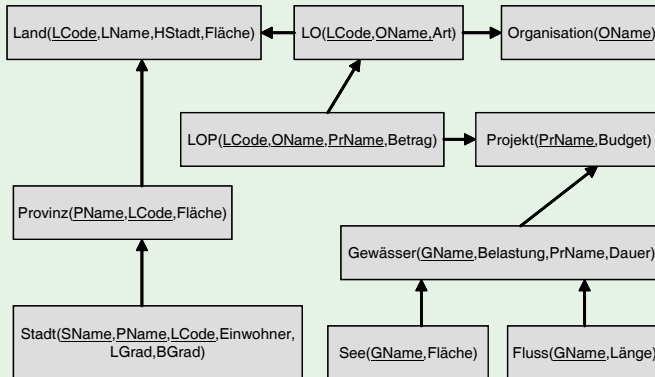 Land(LCode,LName,HStadt,Fläche)
LO(LCode,OName,Art)
Organisation(OName)
LOP(LCode,OName,PrName,Betrag)
Projekt(PrName,Budget)
Provinz(PName,LCode,Fläche)
Gewässer(GName,Belastung,PrName,Dauer)
Stadt(SName,PName,LCode,Einwohner,
LGrad,BGrad)
See(GName,Fläche)
Fluss(GName,Länge)